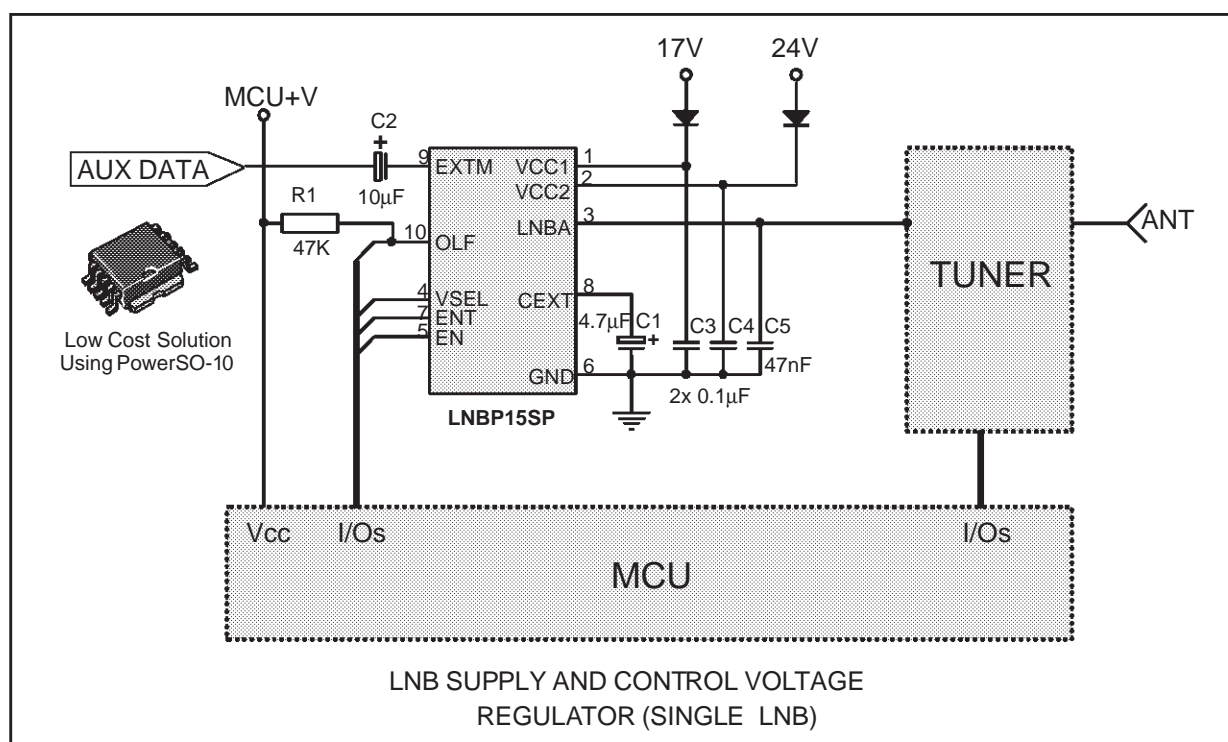 17V
24V
MCU+V
C2
+
AUX DATA
9
EXTM
VCC1
1
VCC2
2
10µF
R1
47K
10
OLF
LNBA
3
TUNER
ANT
4
VSEL
7
ENT
5
EN
CEXT
8
4.7µF
C1
+
C3
C4
C5
47nF
GND
6
2x 0.1µF
Low Cost Solution
Using PowerSO-10
LNBP15SP
Vcc
I/Os
I/Os
MCU
LNB SUPPLY AND CONTROL VOLTAGE
REGULATOR (SINGLE LNB)